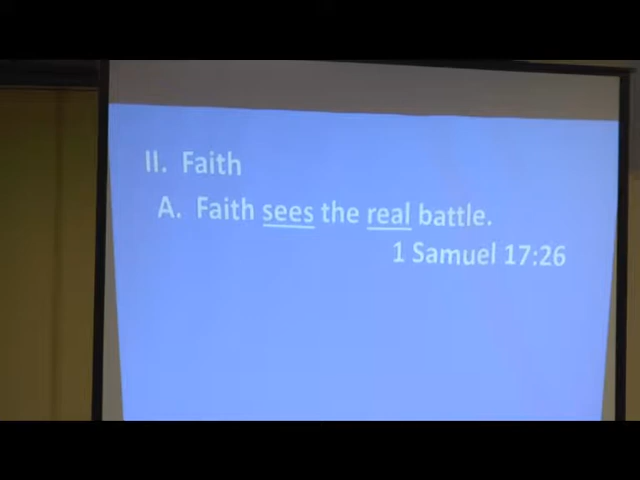 II. Faith
A. Faith sees the real battle.
1 Samuel 17:26